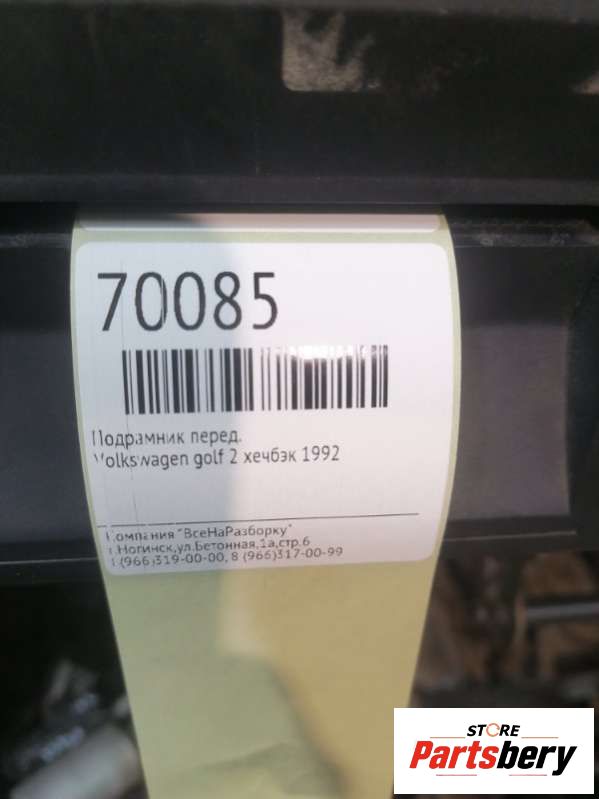 70085
Подрамник перед.
Volkswagen golf 2 хечбэк 1992
Компания "ВсеНаРазборку"
г.Ногинск,ул.Бетонная,1а,стр.6
(966)319-00-00, 8 (966)317-00-99
STORE
Partsbery